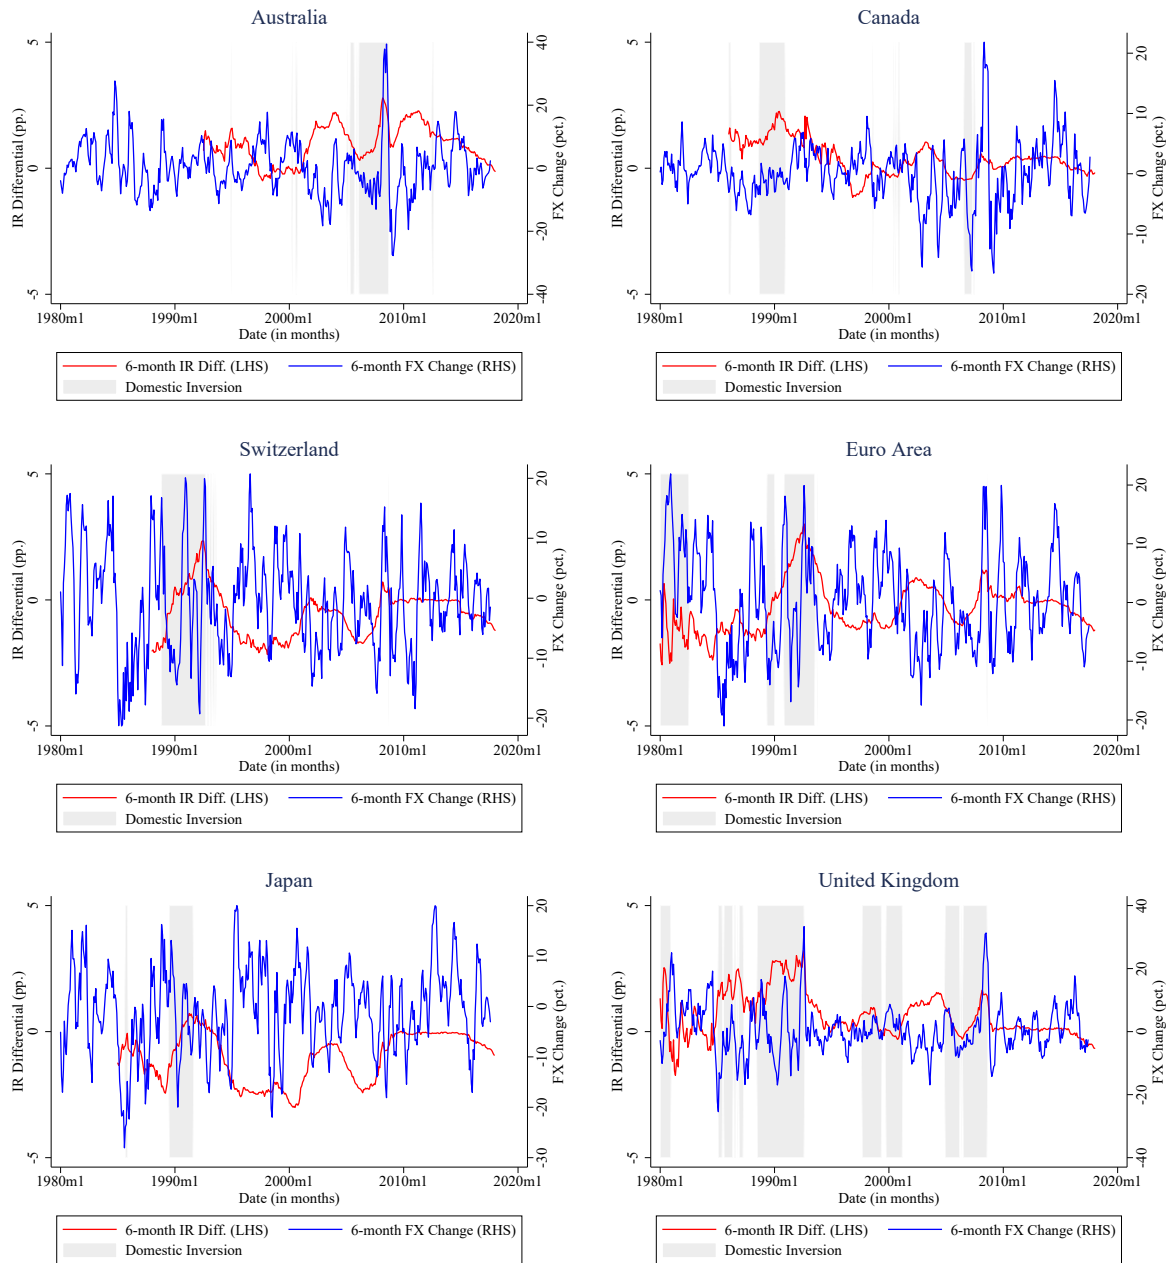 Australia
IR Differential (pp.)
5
0
-5
40
20
0
-20
-40
FX Change (pct.)
1980m1 1990m1 2000m1 2010m1 2020m1
Date (in months)
6-month IR Diff. (LHS) 6-month FX Change (RHS)
Domestic Inversion
Canada
IR Differential (pp.)
5
0
-5
20
10
0
-10
-20
FX Change (pct.)
1980m1 1990m1 2000m1 2010m1 2020m1
Date (in months)
6-month IR Diff. (LHS) 6-month FX Change (RHS)
Domestic Inversion
Switzerland
IR Differential (pp.)
5
0
-5
20
10
0
-10
-20
FX Change (pct.)
1980m1 1990m1 2000m1 2010m1 2020m1
Date (in months)
6-month IR Diff. (LHS) 6-month FX Change (RHS)
Domestic Inversion
Euro Area
IR Differential (pp.)
5
0
-5
20
10
0
-10
-20
FX Change (pct.)
1980m1 1990m1 2000m1 2010m1 2020m1
Date (in months)
6-month IR Diff. (LHS) 6-month FX Change (RHS)
Domestic Inversion
Japan
IR Differential (pp.)
5
0
-5
20
10
0
-10
-20
-30
FX Change (pct.)
1980m1 1990m1 2000m1 2010m1 2020m1
Date (in months)
6-month IR Diff. (LHS) 6-month FX Change (RHS)
Domestic Inversion
United Kingdom
IR Differential (pp.)
5
0
-5
40
20
0
-20
-40
FX Change (pct.)
1980m1 1990m1 2000m1 2010m1 2020m1
Date (in months)
6-month IR Diff. (LHS) 6-month FX Change (RHS)
Domestic Inversion